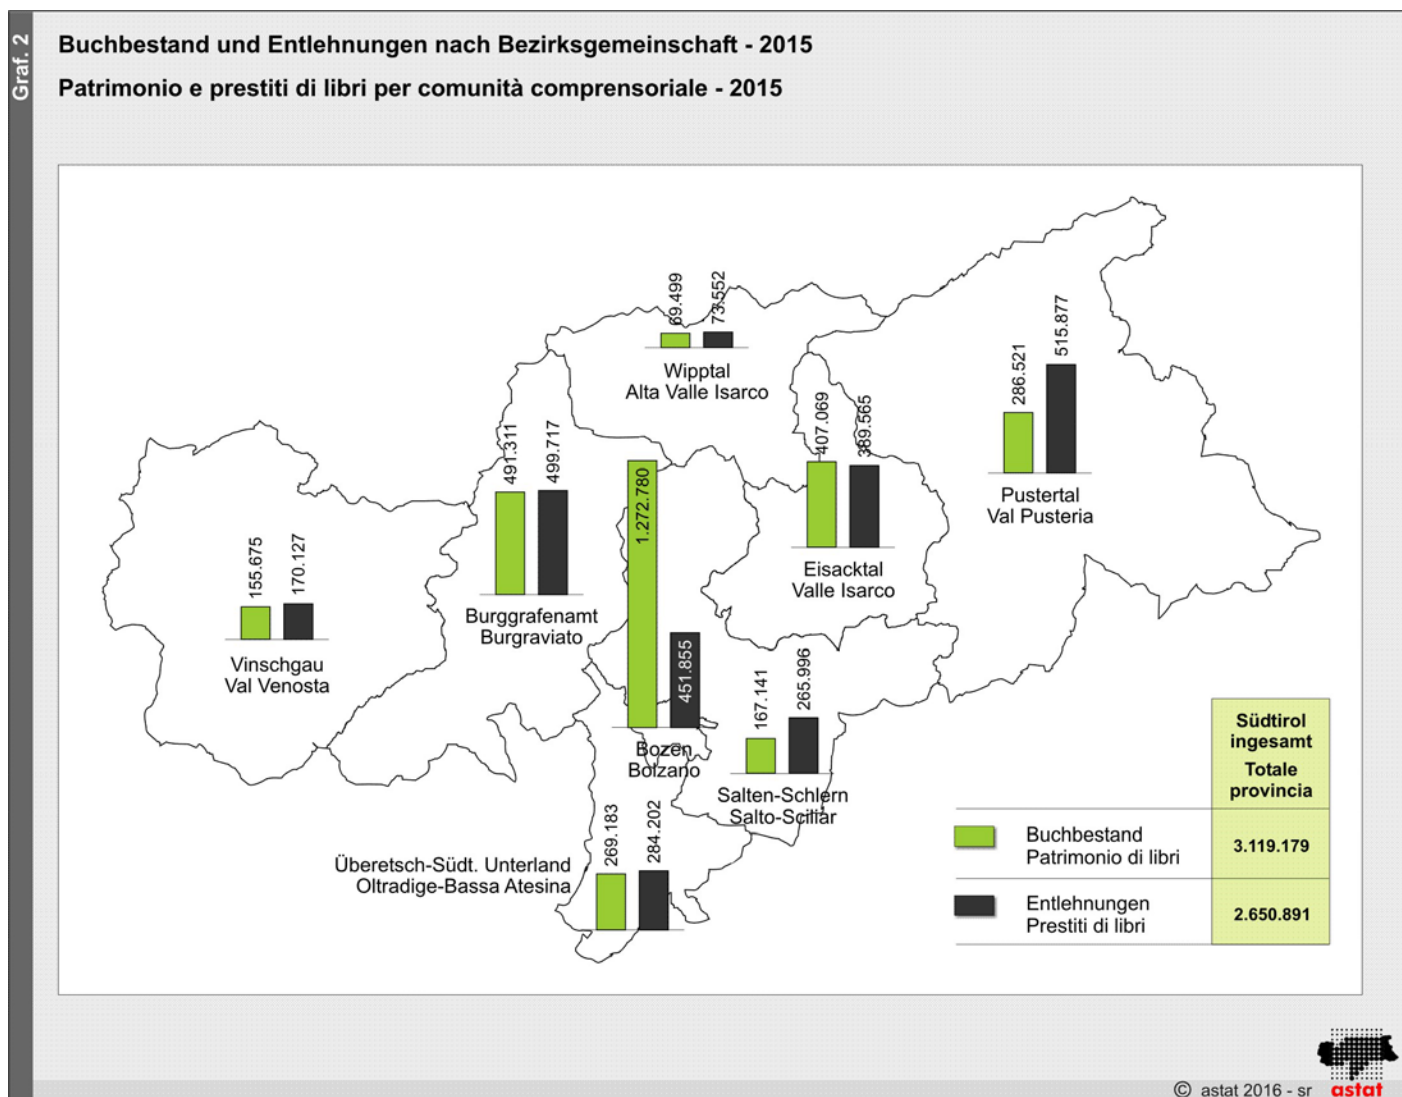 Graf. 2
Buchbestand und Entlehnungen nach Bezirksgemeinschaft - 2015
Patrimonio e prestiti di libri per comunità comprensoriale - 2015
69.499
73.552
Wipptal
Alta Valle Isarco
286.521
515.877
Pustertal
Val Pusteria
407.069
389.565
Eisacktal
Valle Isarco
491.311
499.717
Burggrafenamt
Burgraviato
1.272.780
451.855
Bozen
Bolzano
155.675
170.127
Vinschgau
Val Venosta
167.141
265.996
Salten-Schlern
Salto-Sciliar
269.183
284.202
Überetsch-Südt. Unterland
Oltradige-Bassa Atesina
Südtirol
ingesamt
Totale
provincia
Buchbestand
Patrimonio di libri
3.119.179
Entlehnungen
Prestiti di libri
2.650.891
© astat 2016 - sr
astat